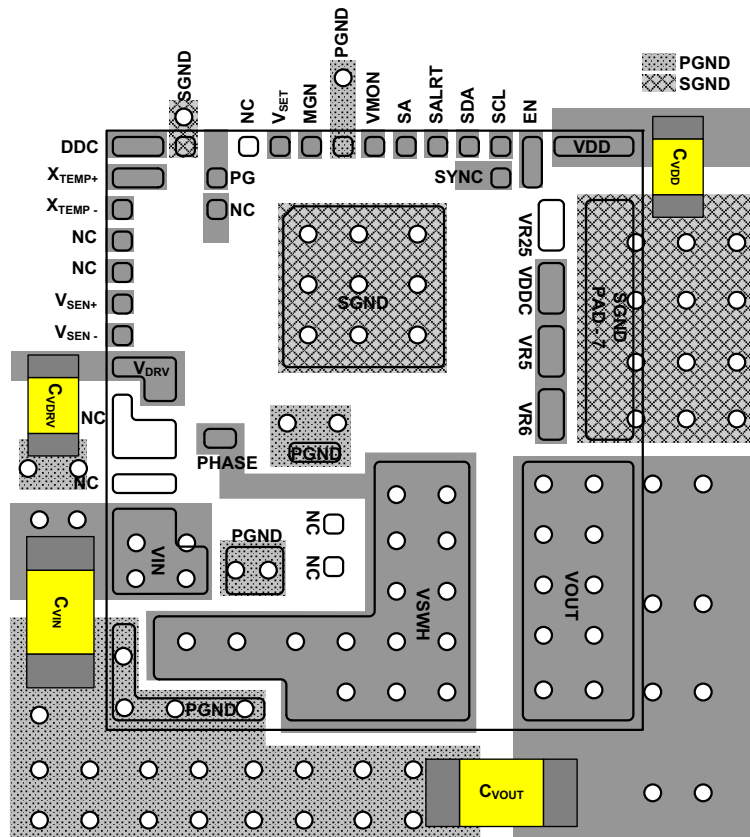 PGND
SGND
SGND
PGND
NC
VSET
MGN
VMON
SA
SALRT
SDA
SCL
EN
DDC
VDD
CVDD
XTEMP+
PG
SYNC
XTEMP -
NC
NC
NC
VSEN+
VSEN -
SGND
VR25
VDDC
VR5
VR6
SGND
PAD - 7
VDRV
CVDRV
NC
PHASE
PGND
NC
VIN
PGND
NC
NC
CVIN
VSWH
VOUT
PGND
CVOUT